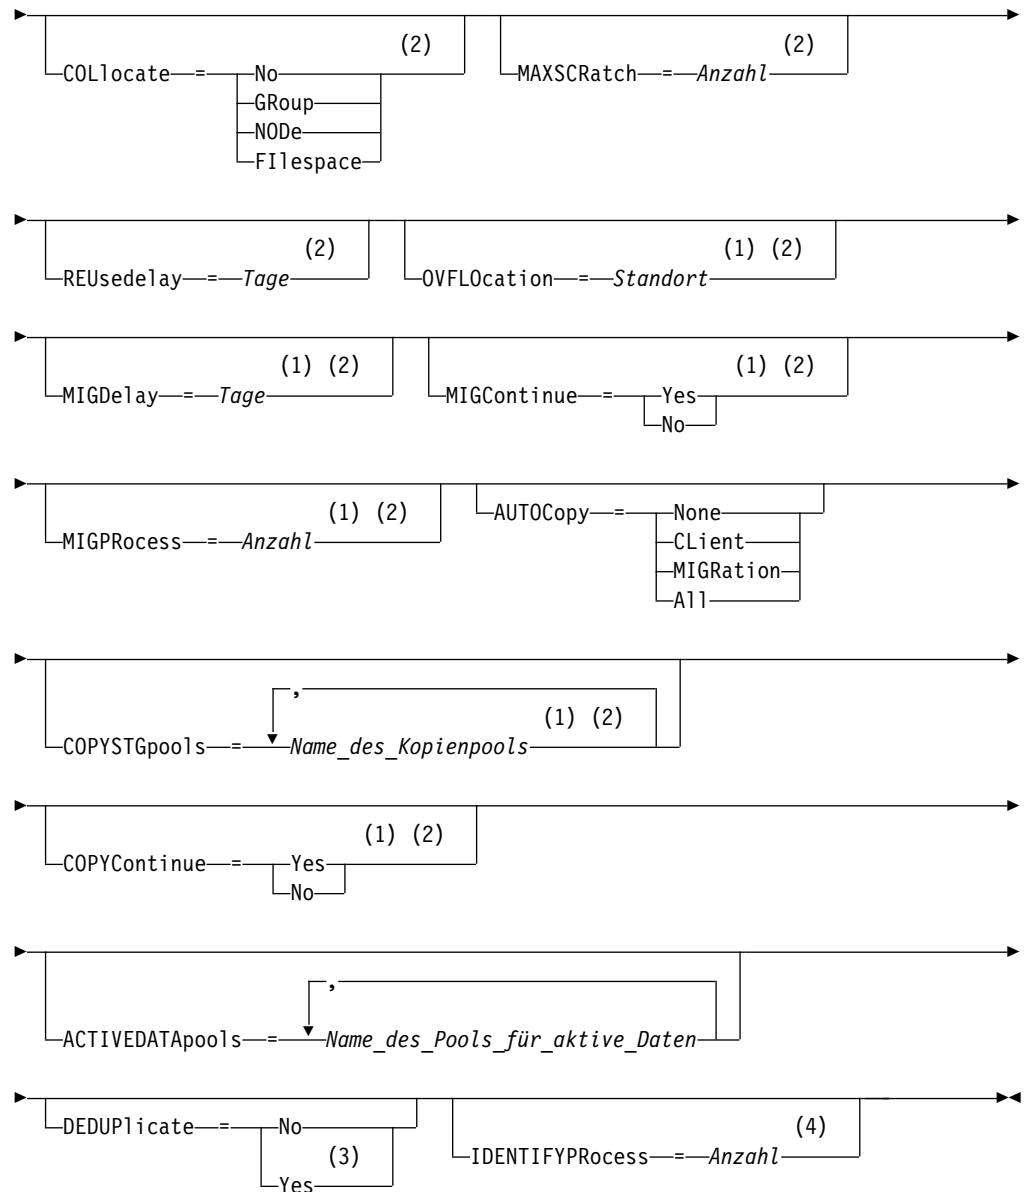 (2) (2)
COLlocate = No MAXSCRatch = Anzahl
GRoup
NODe
FIlespace
(2) (1) (2)
REUsedelay = Tage OVFLOcation = Standort
(1) (2) (1) (2)
MIGDelay = Tage MIGContinue = Yes
No
(1) (2) AUTOCopy = None
MIGPRocess = Anzahl CLient
MIGRation
All
,
(1) (2)
COPYSTGpools = Name_des_Kopienpools
(1) (2)
COPYContinue = Yes
No
,
ACTIVEDATApools = Name_des_Pools_für_aktive_Daten
DEDUPlicate = No (4)
(3) IDENTIFYPRocess = Anzahl
Yes